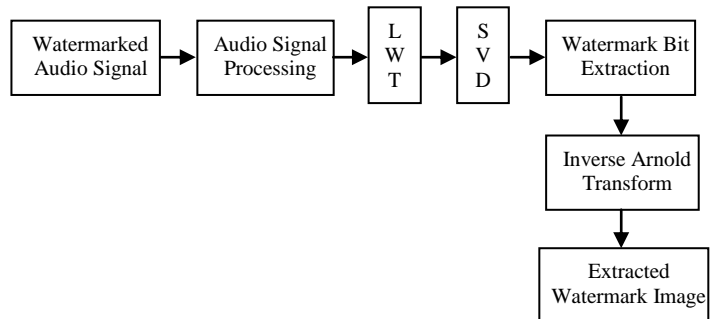 Watermarked
Audio Signal
Audio Signal
Processing
L
W
T
S
V
D
Watermark Bit
Extraction
Inverse Arnold
Transform
Extracted
Watermark Image